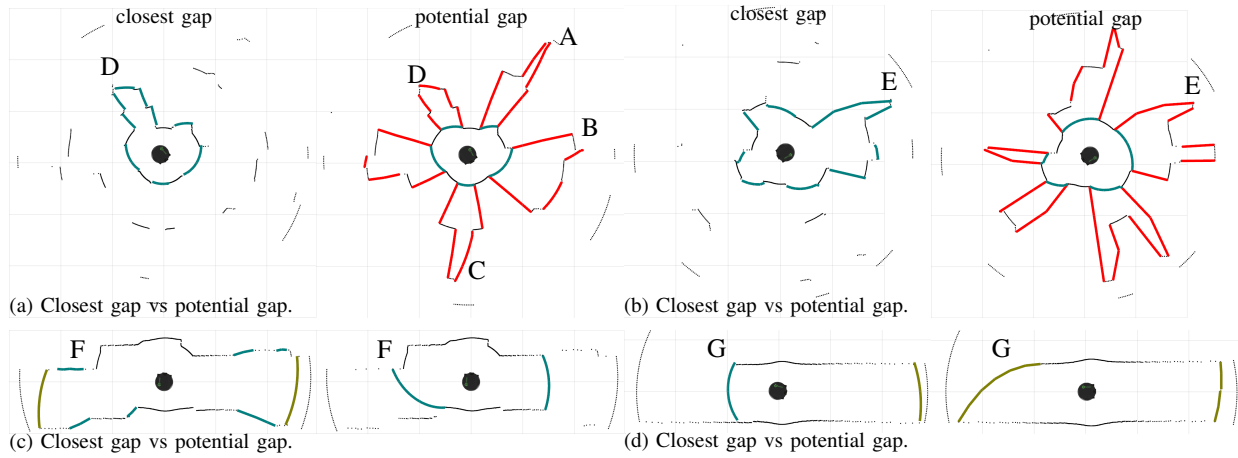 closest gap
potential gap
closest gap
potential gap
A
D
D
B
C
E
E
(a) Closest gap vs potential gap.
(b) Closest gap vs potential gap.
F
F
G
G
(c) Closest gap vs potential gap.
(d) Closest gap vs potential gap.